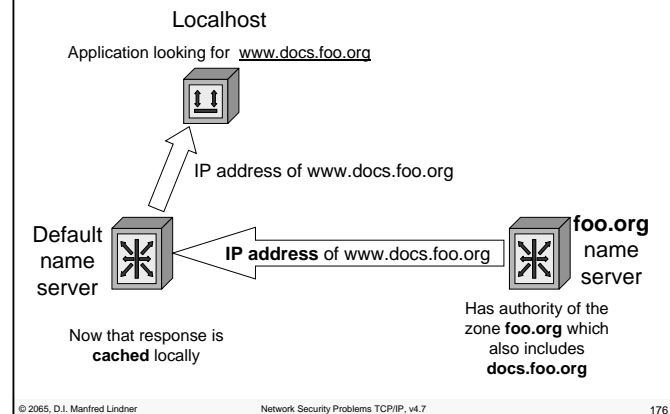 Localhost
Application looking for www.docs.foo.org
IP address of www.docs.foo.org
Default
name
server
IP address of www.docs.foo.org
foo.org
name
server
Now that response is
cached locally
Has authority of the
zone foo.org which
also includes
docs.foo.org
© 2065, D.I. Manfred Lindner
Network Security Problems TCP/IP, v4.7
176